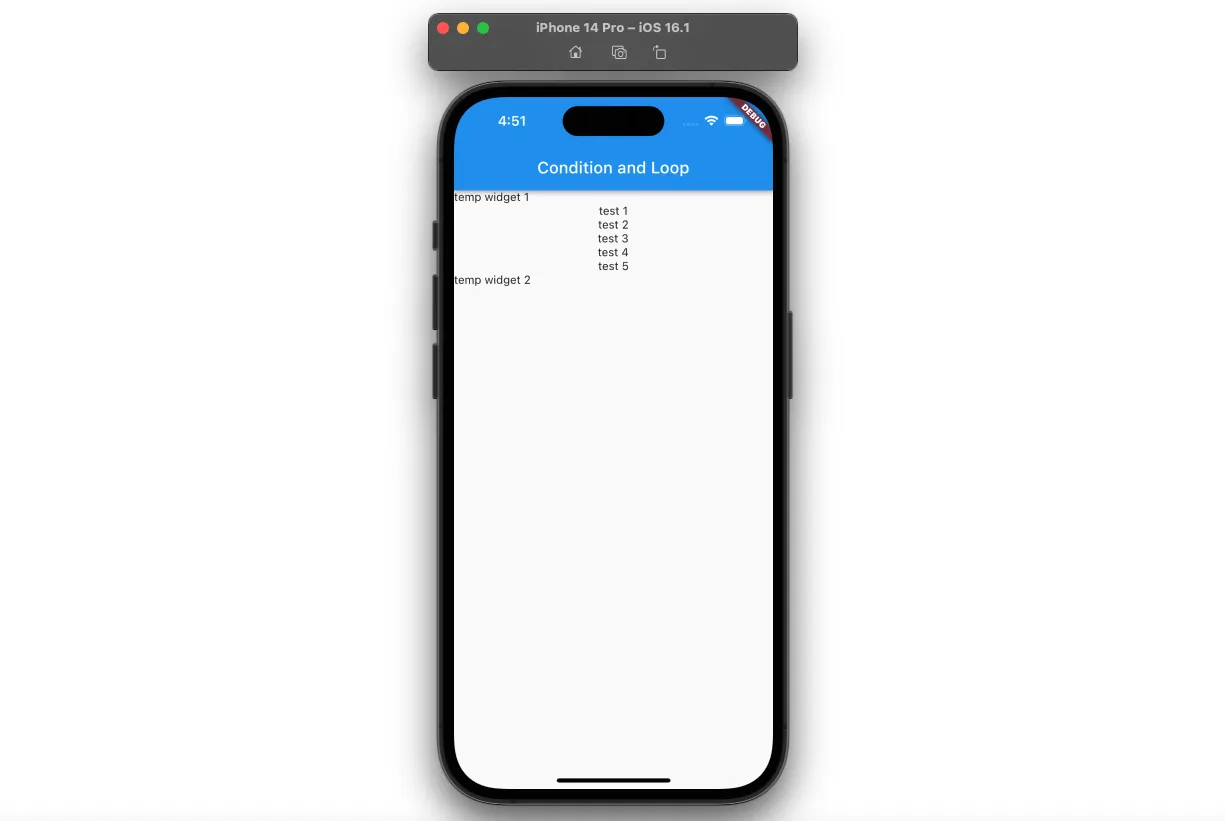 iPhone 14 Pro – iOS 16.1
4:51
DEBUG
Condition and Loop
temp widget 1
test 1
test 2
test 3
test 4
test 5
temp widget 2